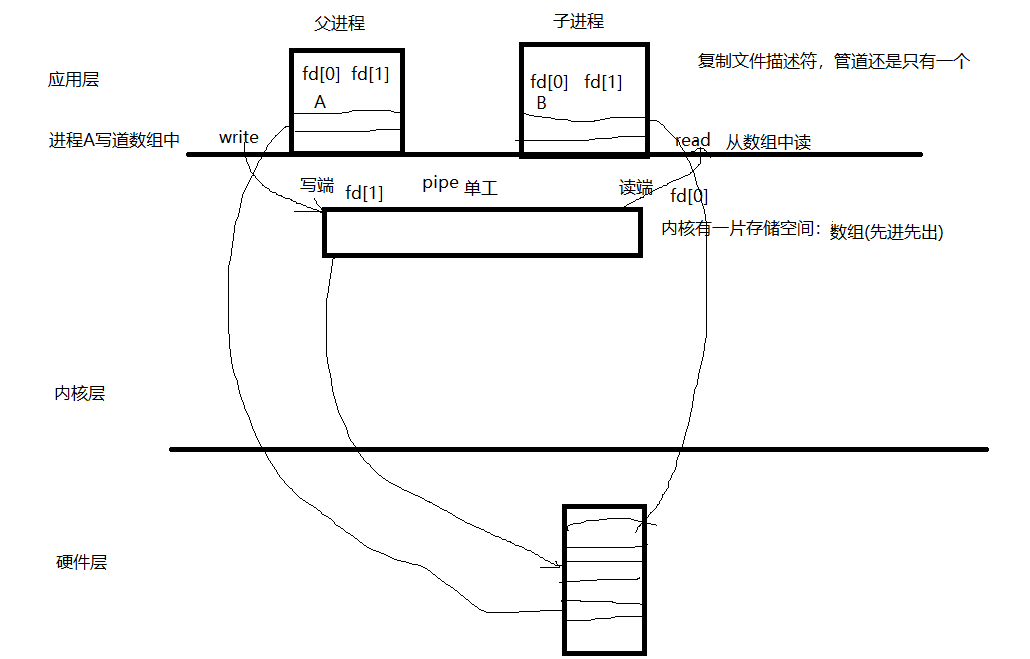 父进程
子进程
应用层
fd[0] fd[1]
fd[0] fd[1]
复制文件描述符，管道还是只有一个
A
B
进程A写道数组中
write
read
从数组中读
写端
fd[1]
pipe 单工
读端
fd[0]
内核有一片存储空间：数组(先进先出)
内核层
硬件层